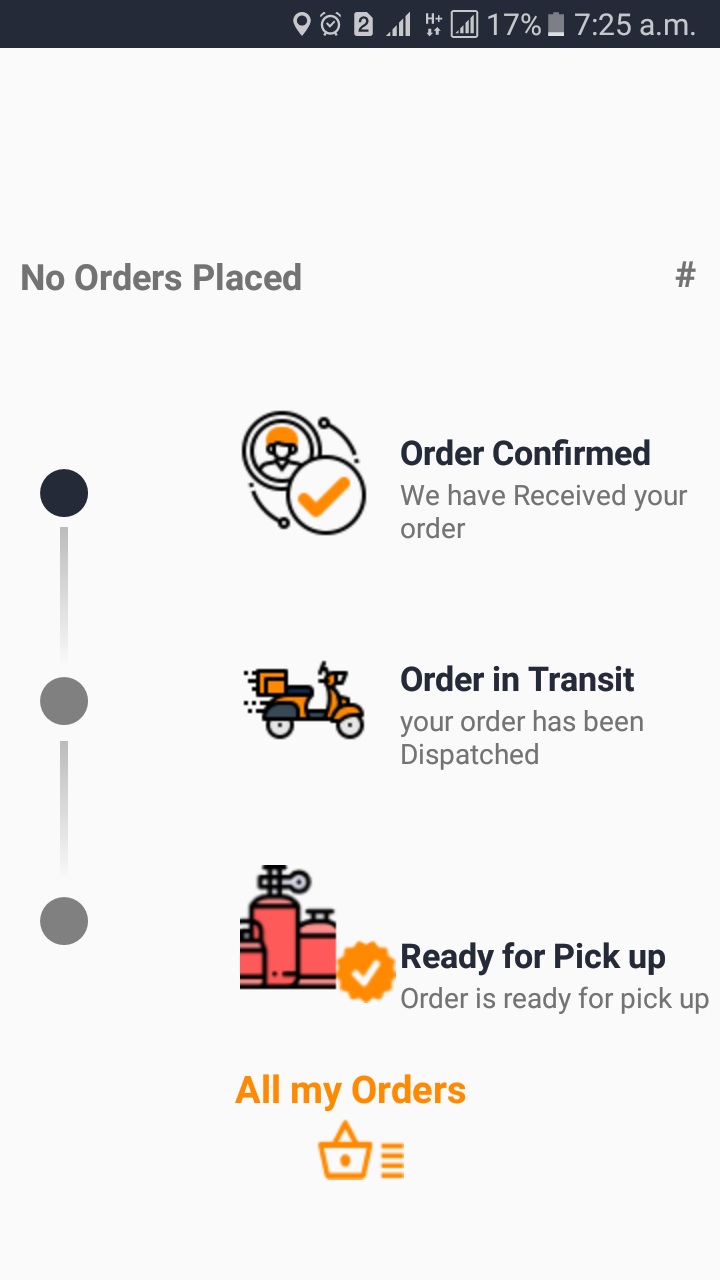 2 H+ 17% 7:25 a.m.
No Orders Placed #
Order Confirmed
We have Received your
order
Order in Transit
your order has been
Dispatched
Ready for Pick up
Order is ready for pick up
All my Orders